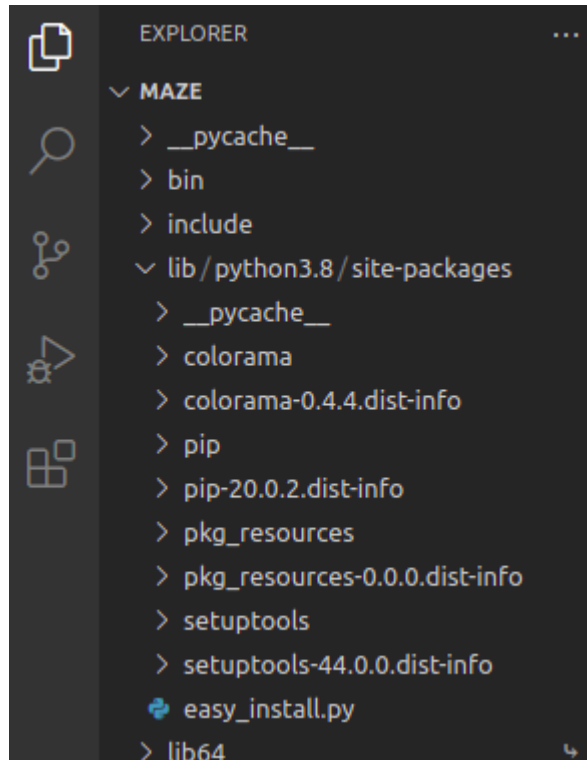 EXPLORER
MAZE
__pycache__
bin
include
lib/python3.8/site-packages
__pycache__
colorama
colorama-0.4.4.dist-info
pip
pip-20.0.2.dist-info
pkg_resources
pkg_resources-0.0.0.dist-info
setuptools
setuptools-44.0.0.dist-info
easy_install.py
lib64